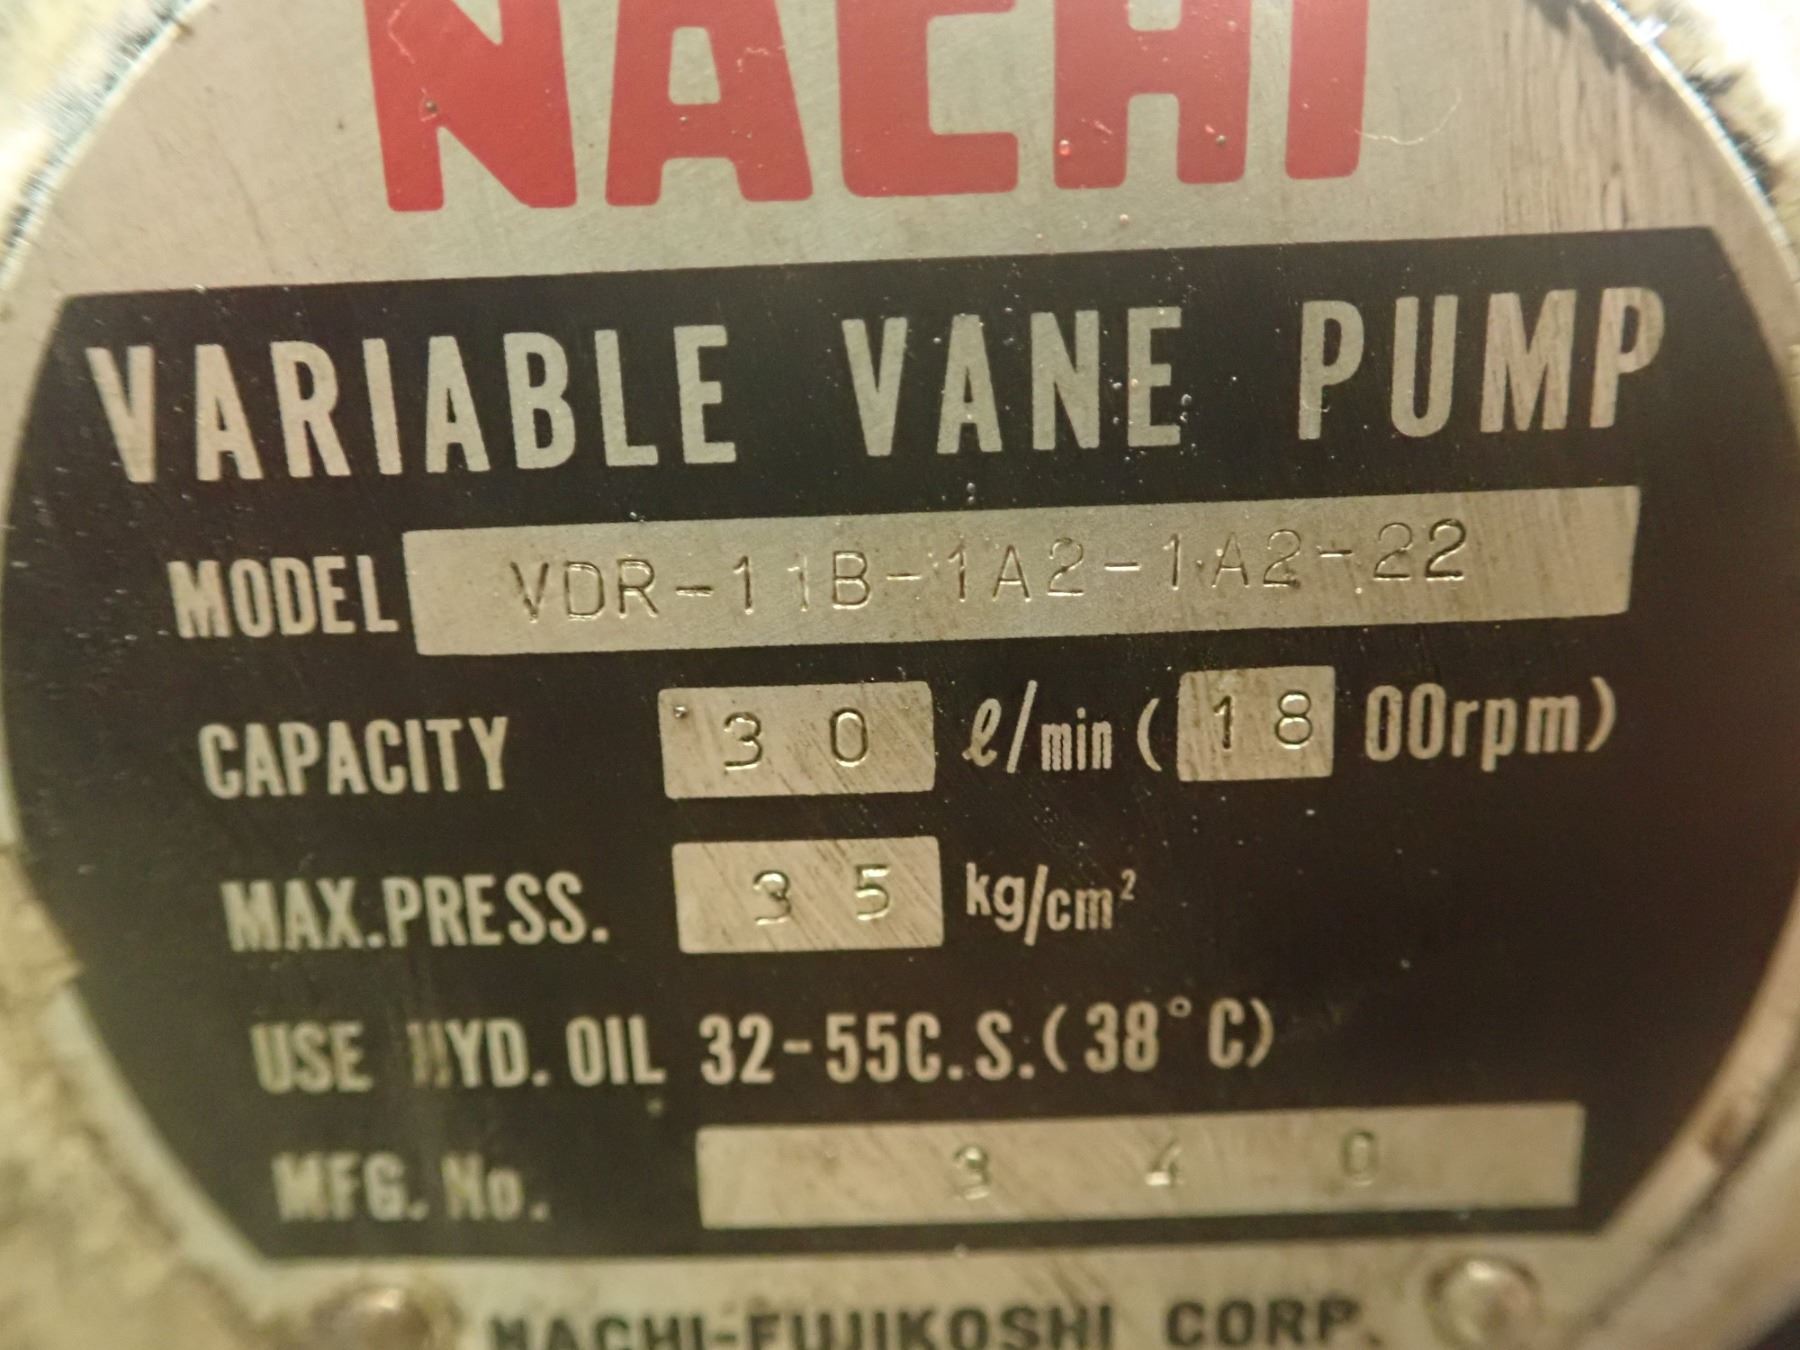 NACHI
VARIABLE VANE PUMP
MODEL VDR-11B-1A2-1A2-22
CAPACITY 30 ℓ/min (1800rpm)
MAX.PRESS. 35 kg/cm²
USE HYD. OIL 32-55C.S.(38°C)
MFG. No. 340
NACHI-FUJIKOSHI CORP.